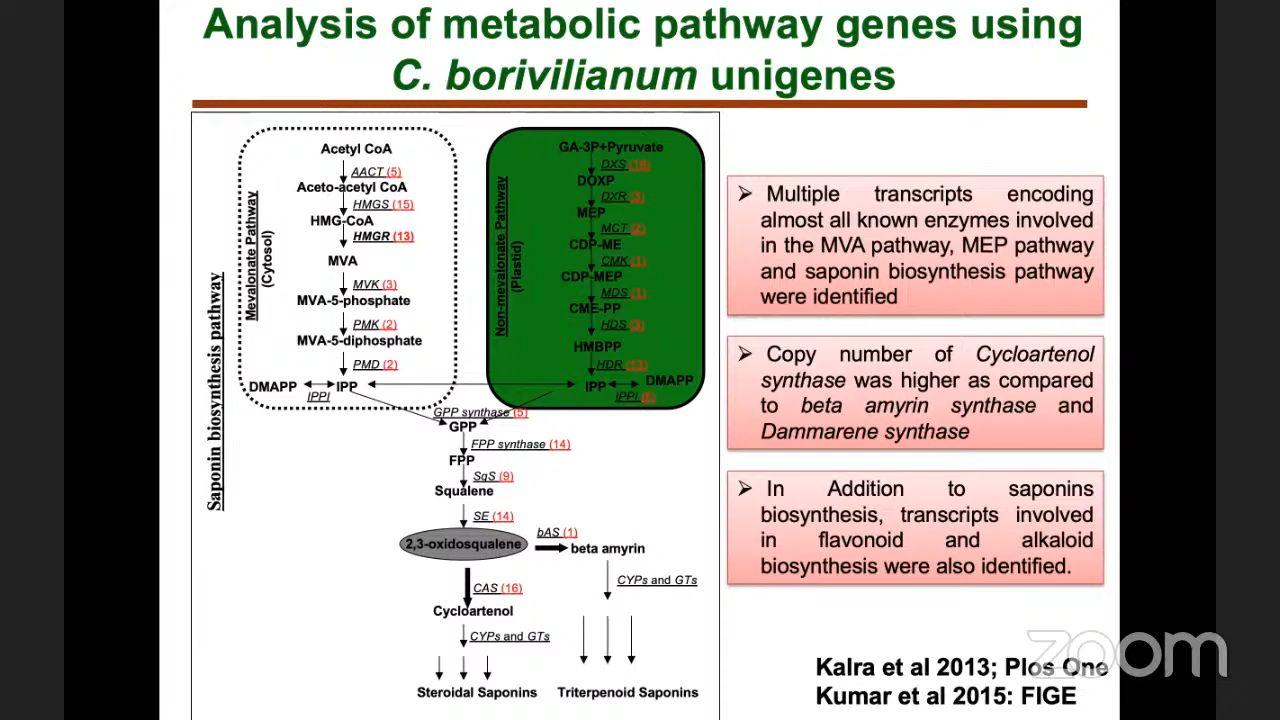 Analysis of metabolic pathway genes using
C. borivilianum unigenes
Saponin biosynthesis pathway
Mevalonate Pathway
(Cytosol)
Acetyl CoA
AACT (5)
Aceto-acetyl CoA
HMGS (15)
HMG-CoA
HMGR (13)
MVA
MVK (3)
MVA-5-phosphate
PMK (2)
MVA-5-diphosphate
PMD (2)
DMAPP
IPP
IPPI
Non-mevalonate Pathway
(Plastid)
GA-3P+Pyruvate
DXS
DOXP
DXR
MEP
MCT (2)
CDP-ME
CMK (1)
CDP-MEP
MDS (1)
CME-PP
HDS
HMBPP
HDR
IPP
DMAPP
IPPI
GPP synthase (5)
GPP
FPP synthase (14)
FPP
SqS (9)
Squalene
SE (14)
2,3-oxidosqualene
bAS (1)
beta amyrin
CAS (16)
Cycloartenol
CYPs and GTs
CYPs and GTs
Steroidal Saponins
Triterpenoid Saponins
Multiple transcripts encoding
almost all known enzymes involved
in the MVA pathway, MEP pathway
and saponin biosynthesis pathway
were identified
Copy number of Cycloartenol
synthase was higher as compared
to beta amyrin synthase and
Dammarene synthase
In Addition to saponins
biosynthesis, transcripts involved
in flavonoid and alkaloid
biosynthesis were also identified.
Kalra et al 2013; Plos One
Kumar et al 2015: FIGE
zoom